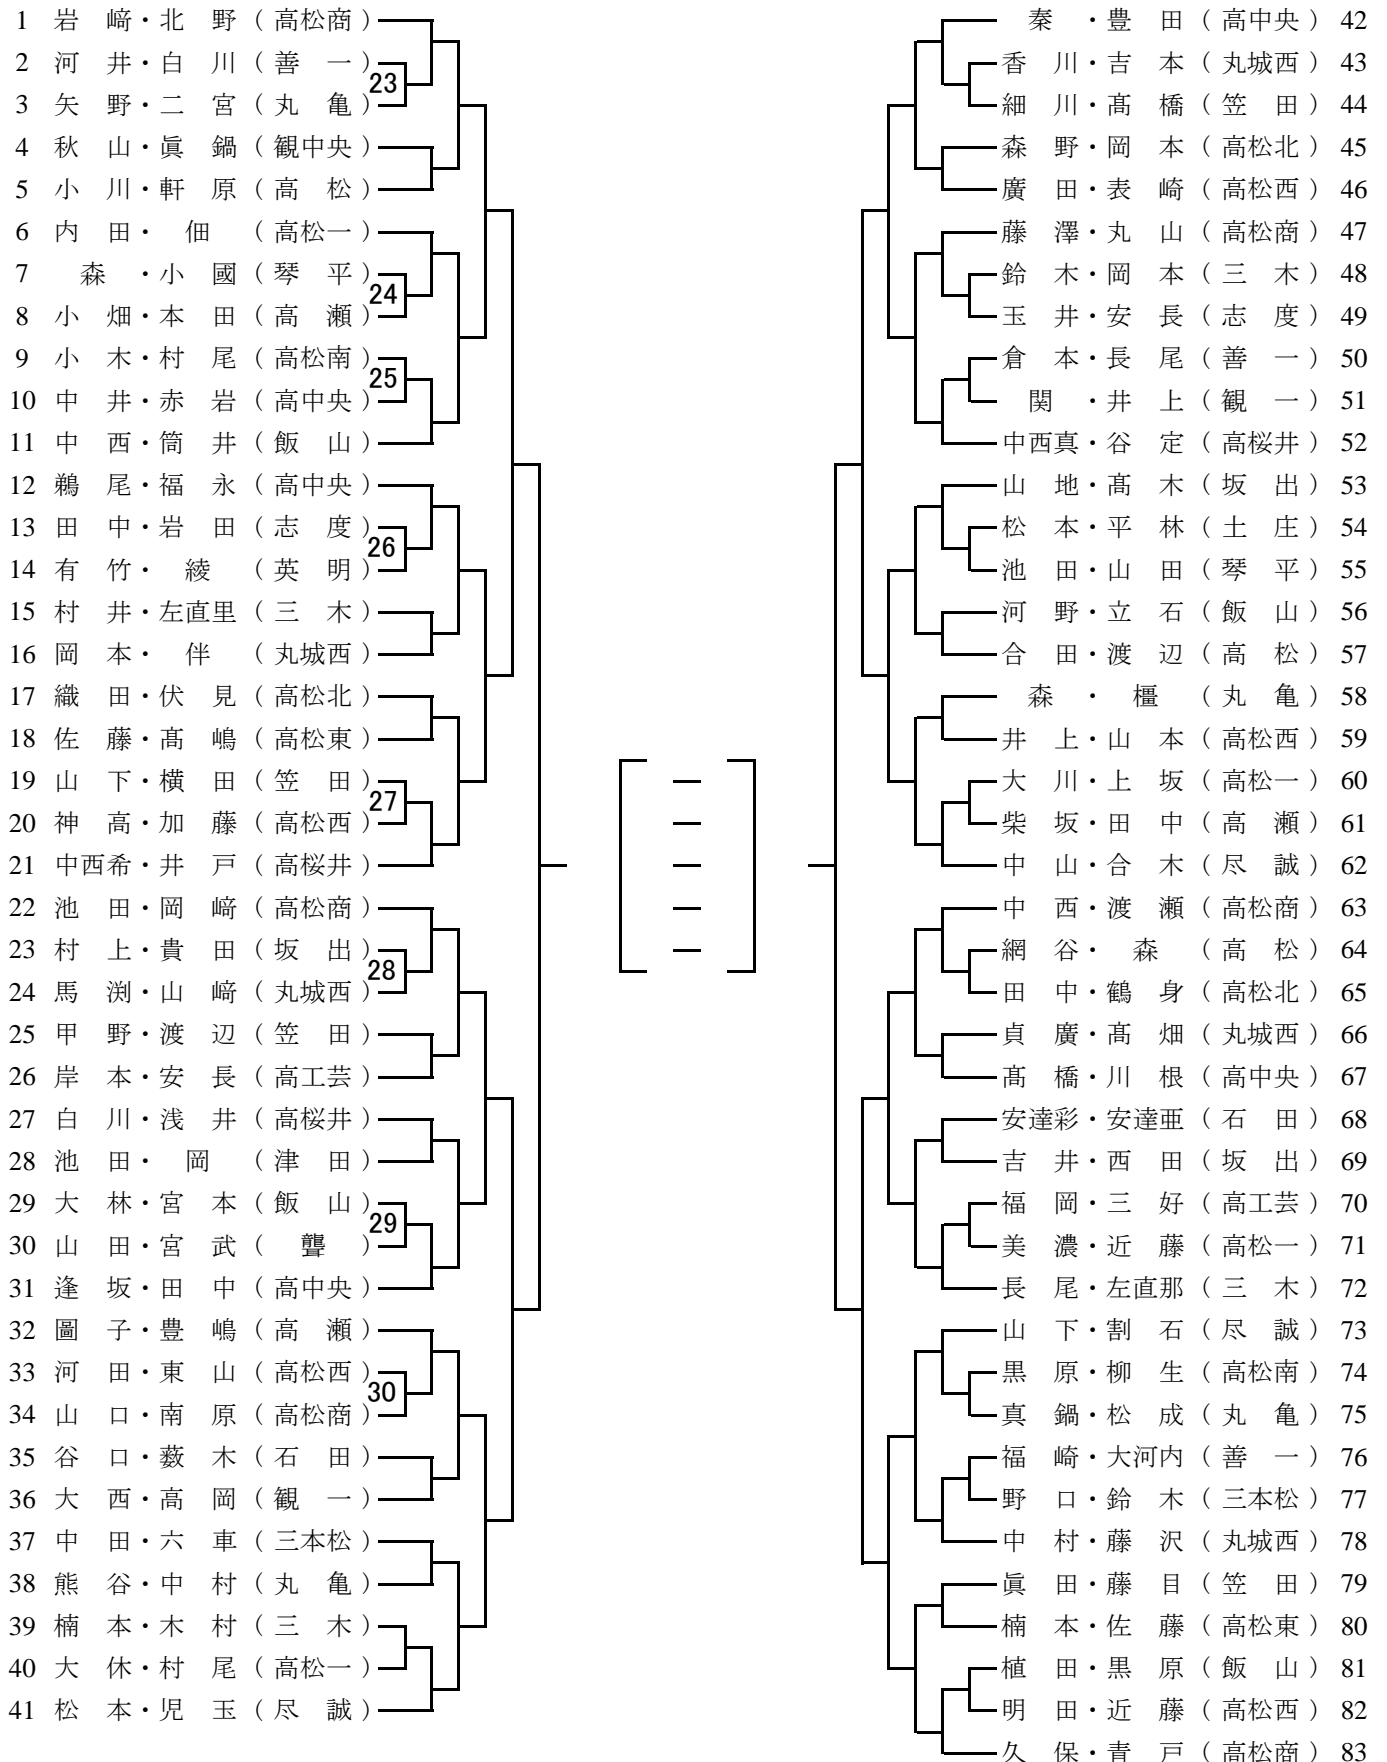 1 岩 﨑・北 野 ( 高松商 )
2 河 井・白 川 ( 善 一 )
23
3 矢 野・二 宮 ( 丸 亀 )
4 秋 山・眞 鍋 ( 観中央 )
5 小 川・軒 原 ( 高 松 )
6 内 田・ 佃 ( 高松一 )
7 森 ・小 國 ( 琴 平 )
24
8 小 畑・本 田 ( 高 瀬 )
9 小 木・村 尾 ( 高松南 )
25
10 中 井・赤 岩 ( 高中央 )
11 中 西・筒 井 ( 飯 山 )
12 鵜 尾・福 永 ( 高中央 )
13 田 中・岩 田 ( 志 度 )
26
14 有 竹・ 綾 ( 英 明 )
15 村 井・左直里 ( 三 木 )
16 岡 本・ 伴 ( 丸城西 )
17 織 田・伏 見 ( 高松北 )
18 佐 藤・髙 嶋 ( 高松東 )
19 山 下・横 田 ( 笠 田 )
27
20 神 高・加 藤 ( 高松西 )
21 中西希・井 戸 ( 高桜井 )
22 池 田・岡 﨑 ( 高松商 )
23 村 上・貴 田 ( 坂 出 )
28
24 馬 渕・山 﨑 ( 丸城西 )
25 甲 野・渡 辺 ( 笠 田 )
26 岸 本・安 長 ( 高工芸 )
27 白 川・浅 井 ( 高桜井 )
28 池 田・ 岡 ( 津 田 )
29 大 林・宮 本 ( 飯 山 )
29
30 山 田・宮 武 ( 聾 )
31 逢 坂・田 中 ( 高中央 )
32 圖 子・豊 嶋 ( 高 瀬 )
33 河 田・東 山 ( 高松西 )
30
34 山 口・南 原 ( 高松商 )
35 谷 口・薮 木 ( 石 田 )
36 大 西・高 岡 ( 観 一 )
37 中 田・六 車 ( 三本松 )
38 熊 谷・中 村 ( 丸 亀 )
39 楠 本・木 村 ( 三 木 )
40 大 休・村 尾 ( 高松一 )
41 松 本・児 玉 ( 尽 誠 )
秦 ・豊 田 ( 高中央 ) 42
香 川・吉 本 ( 丸城西 ) 43
細 川・髙 橋 ( 笠 田 ) 44
森 野・岡 本 ( 高松北 ) 45
廣 田・表 崎 ( 高松西 ) 46
藤 澤・丸 山 ( 高松商 ) 47
鈴 木・岡 本 ( 三 木 ) 48
玉 井・安 長 ( 志 度 ) 49
倉 本・長 尾 ( 善 一 ) 50
関 ・井 上 ( 観 一 ) 51
中西真・谷 定 ( 高桜井 ) 52
山 地・髙 木 ( 坂 出 ) 53
松 本・平 林 ( 土 庄 ) 54
池 田・山 田 ( 琴 平 ) 55
河 野・立 石 ( 飯 山 ) 56
合 田・渡 辺 ( 高 松 ) 57
森 ・ 橿 ( 丸 亀 ) 58
井 上・山 本 ( 高松西 ) 59
大 川・上 坂 ( 高松一 ) 60
柴 坂・田 中 ( 高 瀬 ) 61
中 山・合 木 ( 尽 誠 ) 62
中 西・渡 瀬 ( 高松商 ) 63
網 谷・ 森 ( 高 松 ) 64
田 中・鶴 身 ( 高松北 ) 65
貞 廣・髙 畑 ( 丸城西 ) 66
髙 橋・川 根 ( 高中央 ) 67
安達彩・安達亜 ( 石 田 ) 68
吉 井・西 田 ( 坂 出 ) 69
福 岡・三 好 ( 高工芸 ) 70
美 濃・近 藤 ( 高松一 ) 71
長 尾・左直那 ( 三 木 ) 72
山 下・割 石 ( 尽 誠 ) 73
黒 原・柳 生 ( 高松南 ) 74
真 鍋・松 成 ( 丸 亀 ) 75
福 崎・大河内 ( 善 一 ) 76
野 口・鈴 木 ( 三本松 ) 77
中 村・藤 沢 ( 丸城西 ) 78
眞 田・藤 目 ( 笠 田 ) 79
楠 本・佐 藤 ( 高松東 ) 80
植 田・黒 原 ( 飯 山 ) 81
明 田・近 藤 ( 高松西 ) 82
久 保・青 戸 ( 高松商 ) 83